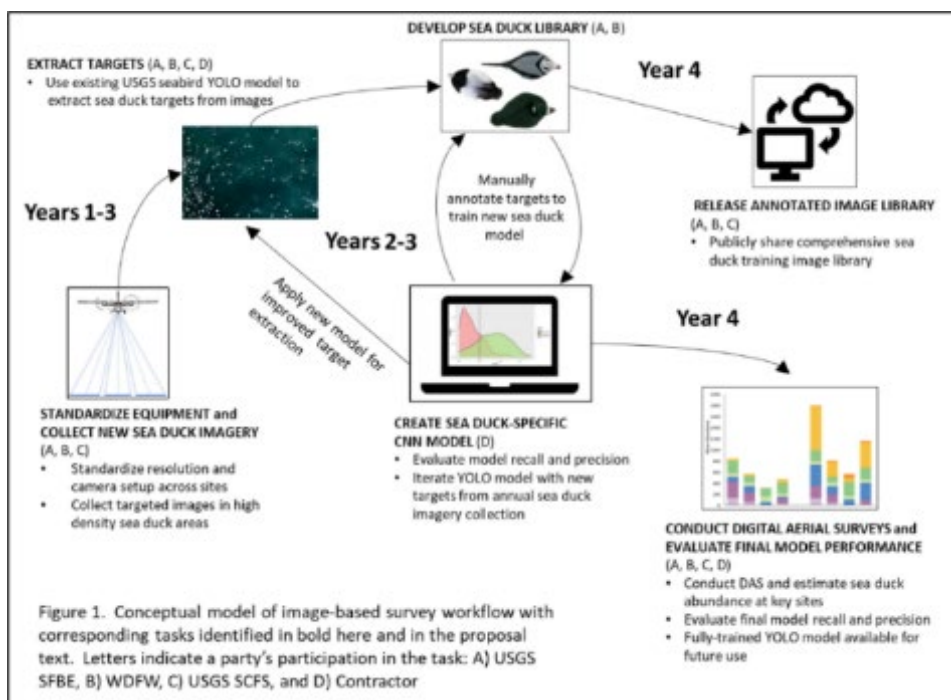 DEVELOP SEA DUCK LIBRARY (A, B)
EXTRACT TARGETS (A, B, C, D)
• Use existing USGS seabird YOLO model to
extract sea duck targets from images
Year 4
Manually
annotate targets to
train new sea duck
model
RELEASE ANNOTATED IMAGE LIBRARY
(A, B, C)
• Publicly share comprehensive sea
duck training image library
Years 1-3
Years 2-3
Apply new model for
improved target
extraction
Year 4
STANDARDIZE EQUIPMENT and
COLLECT NEW SEA DUCK IMAGERY
(A, B, C)
• Standardize resolution and
camera setup across sites
• Collect targeted images in high
density sea duck areas
CREATE SEA DUCK-SPECIFIC
CNN MODEL (D)
• Evaluate model recall and precision
• Iterate YOLO model with new
targets from annual sea duck
imagery collection
CONDUCT DIGITAL AERIAL SURVEYS and
EVALUATE FINAL MODEL PERFORMANCE
(A, B, C, D)
• Conduct DAS and estimate sea duck
abundance at key sites
• Evaluate final model recall and precision
• Fully-trained YOLO model available for
future use
Figure 1. Conceptual model of image-based survey workflow with
corresponding tasks identified in bold here and in the proposal
text. Letters indicate a party's participation in the task: A) USGS
SFBE, B) WDFW, C) USGS SCFS, and D) Contractor